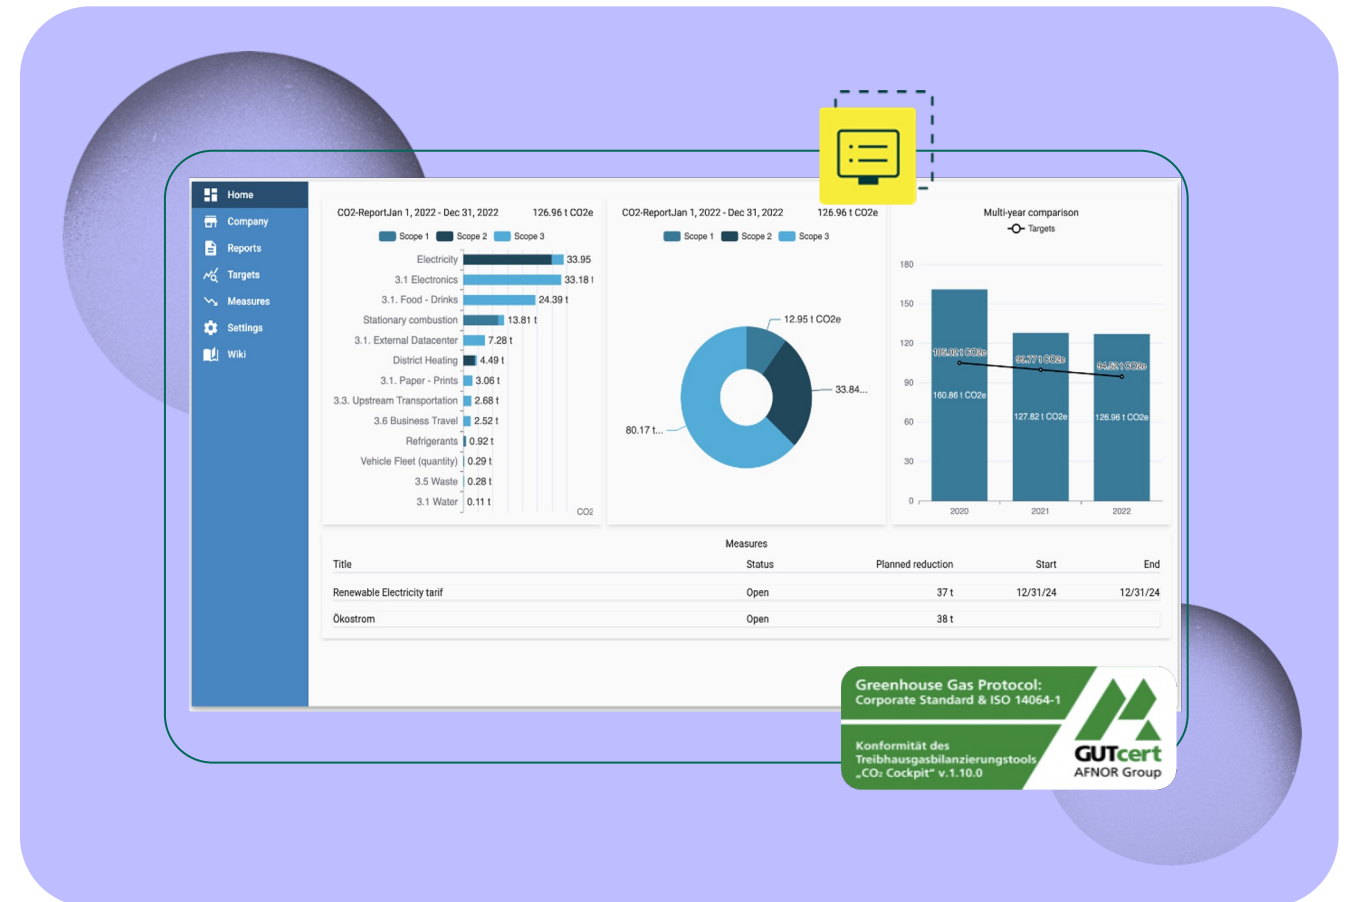 Home
Company
Reports
Targets
Measures
Settings
Wiki
CO2-ReportJan 1, 2022 - Dec 31, 2022 126.96 t CO2e
Scope 1 Scope 2 Scope 3
Electricity 33.95
3.1 Electronics 33.18 t
3.1. Food - Drinks 24.39 t
Stationary combustion 13.81 t
3.1. External Datacenter 7.28 t
District Heating 4.49 t
3.1. Paper - Prints 3.06 t
3.3. Upstream Transportation 2.68 t
3.6 Business Travel 2.52 t
Refrigerants 0.92 t
Vehicle Fleet (quantity) 0.29 t
3.5 Waste 0.28 t
3.1 Water 0.11 t
CO2
CO2-ReportJan 1, 2022 - Dec 31, 2022 126.96 t CO2e
Scope 1 Scope 2 Scope 3
12.95 t CO2e
33.84...
80.17 t...
Multi-year comparison
Targets
180
150
120
90
60
30
0
99.77 t CO2e
94.52 t CO2e
160.86 t CO2e
127.82 t CO2e
126.96 t CO2e
2020 2021 2022
Measures
Title Status Planned reduction Start End
Renewable Electricity tarif Open 37 t 12/31/24 12/31/24
Ökostrom Open 38 t
Greenhouse Gas Protocol:
Corporate Standard & ISO 14064-1
Konformität des
Treibhausgasbilanzierungstools
„CO₂ Cockpit“ v.1.10.0
GUTcert
AFNOR Group